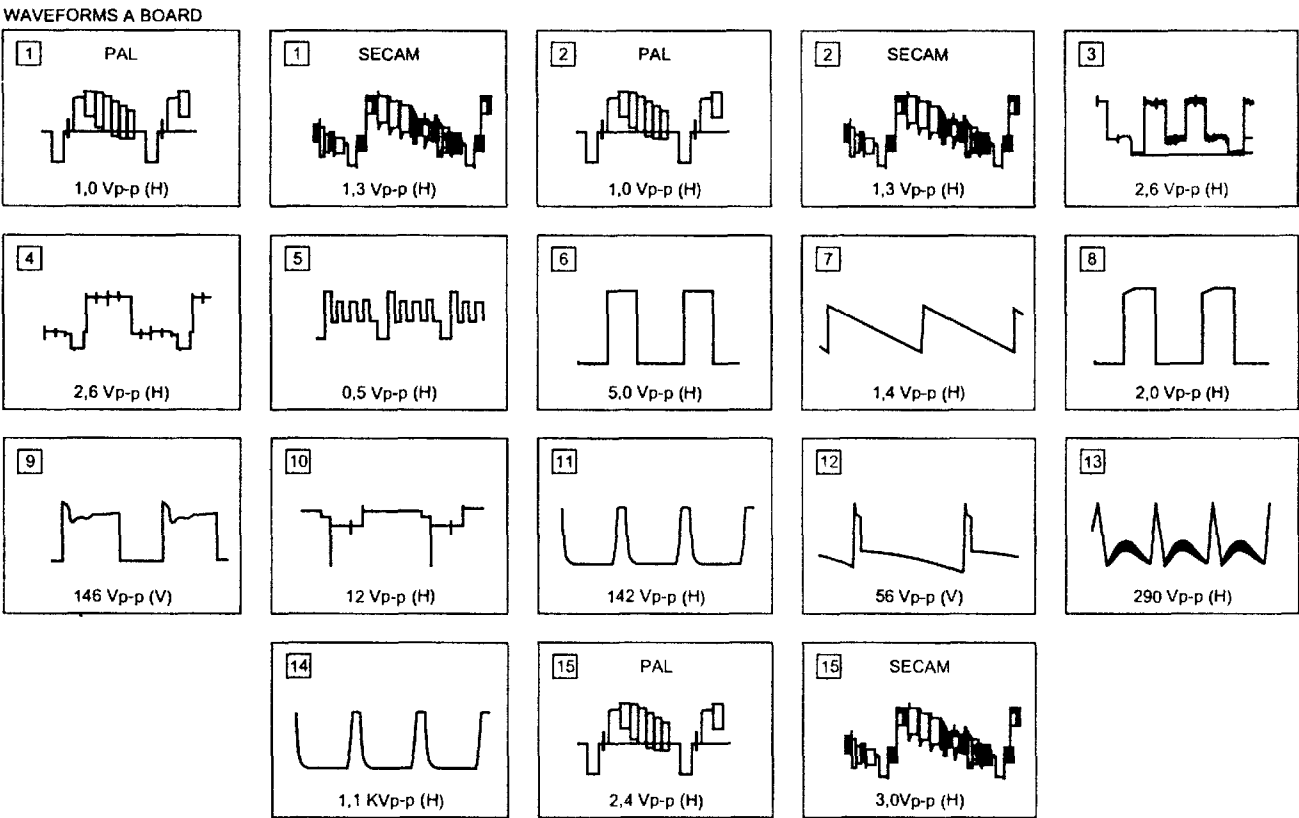 WAVEFORMS A BOARD
1 PAL
1,0 Vp-p (H)
1 SECAM
1,3 Vp-p (H)
2 PAL
1,0 Vp-p (H)
2 SECAM
1,3 Vp-p (H)
3
2,6 Vp-p (H)
4
2,6 Vp-p (H)
5
0,5 Vp-p (H)
6
5,0 Vp-p (H)
7
1,4 Vp-p (H)
8
2,0 Vp-p (H)
9
146 Vp-p (V)
10
12 Vp-p (H)
11
142 Vp-p (H)
12
56 Vp-p (V)
13
290 Vp-p (H)
14
1,1 KVp-p (H)
15 PAL
2,4 Vp-p (H)
15 SECAM
3,0Vp-p (H)